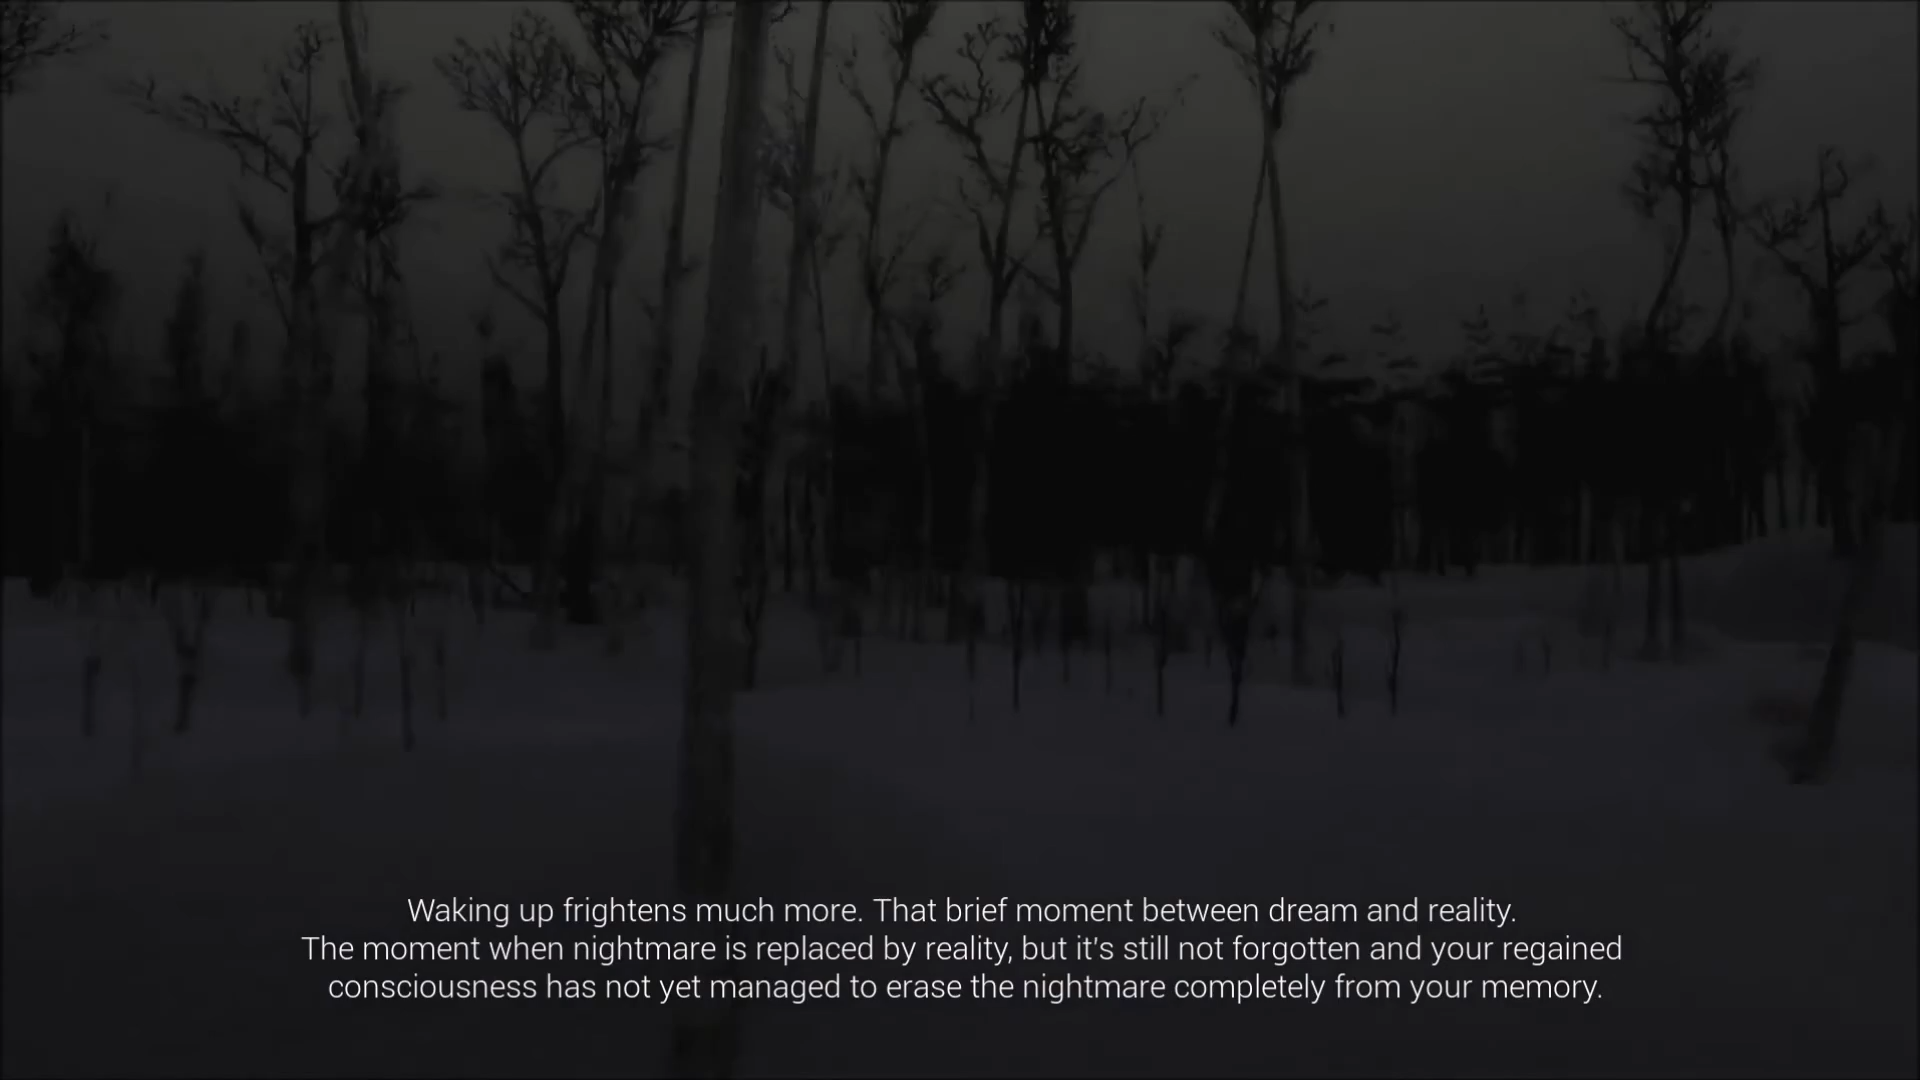 Waking up frightens much more. That brief moment between dream and reality.
The moment when nightmare is replaced by reality, but it's still not forgotten and your regained
consciousness has not yet managed to erase the nightmare completely from your memory.